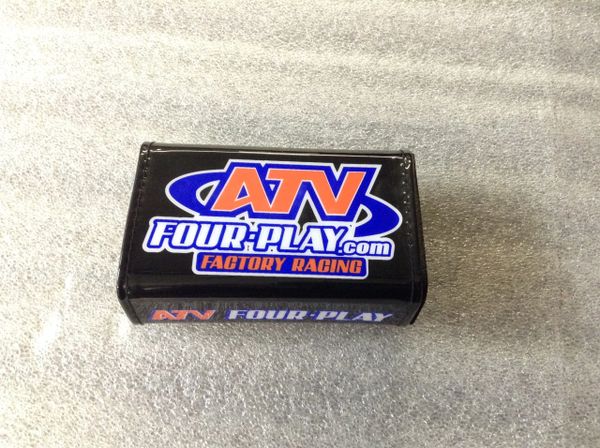 ATV
FOUR-PLAY.com
FACTORY RACING
ATV FOUR-PLAY